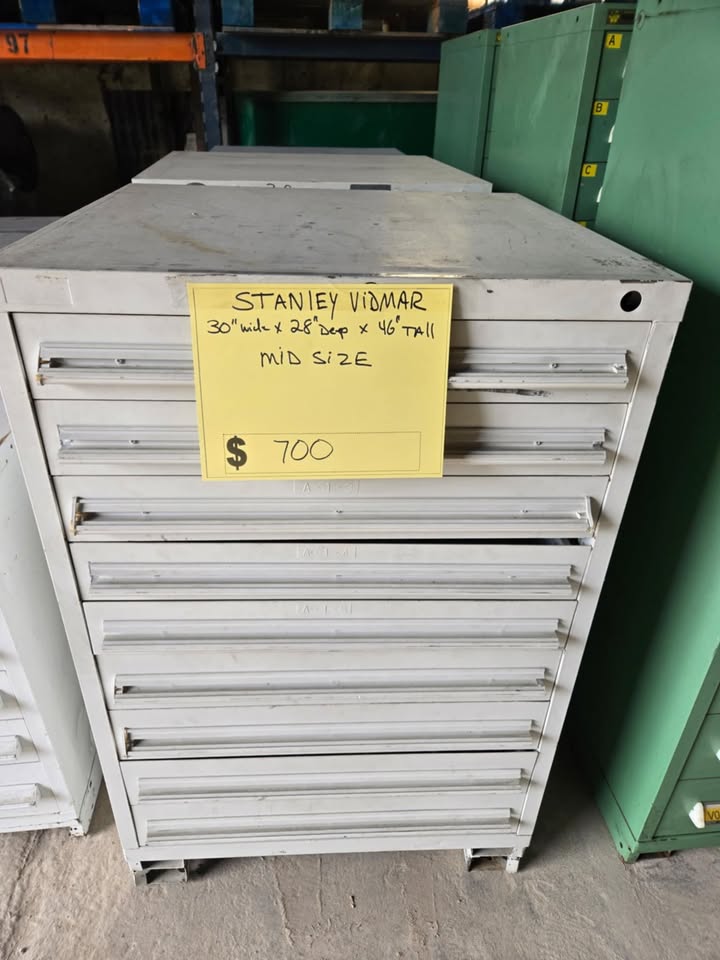 97
A
B
C
STANLEY VIDMAR
30" wide x 28" Deep x 46" TAll
MiD SiZE
$ 700